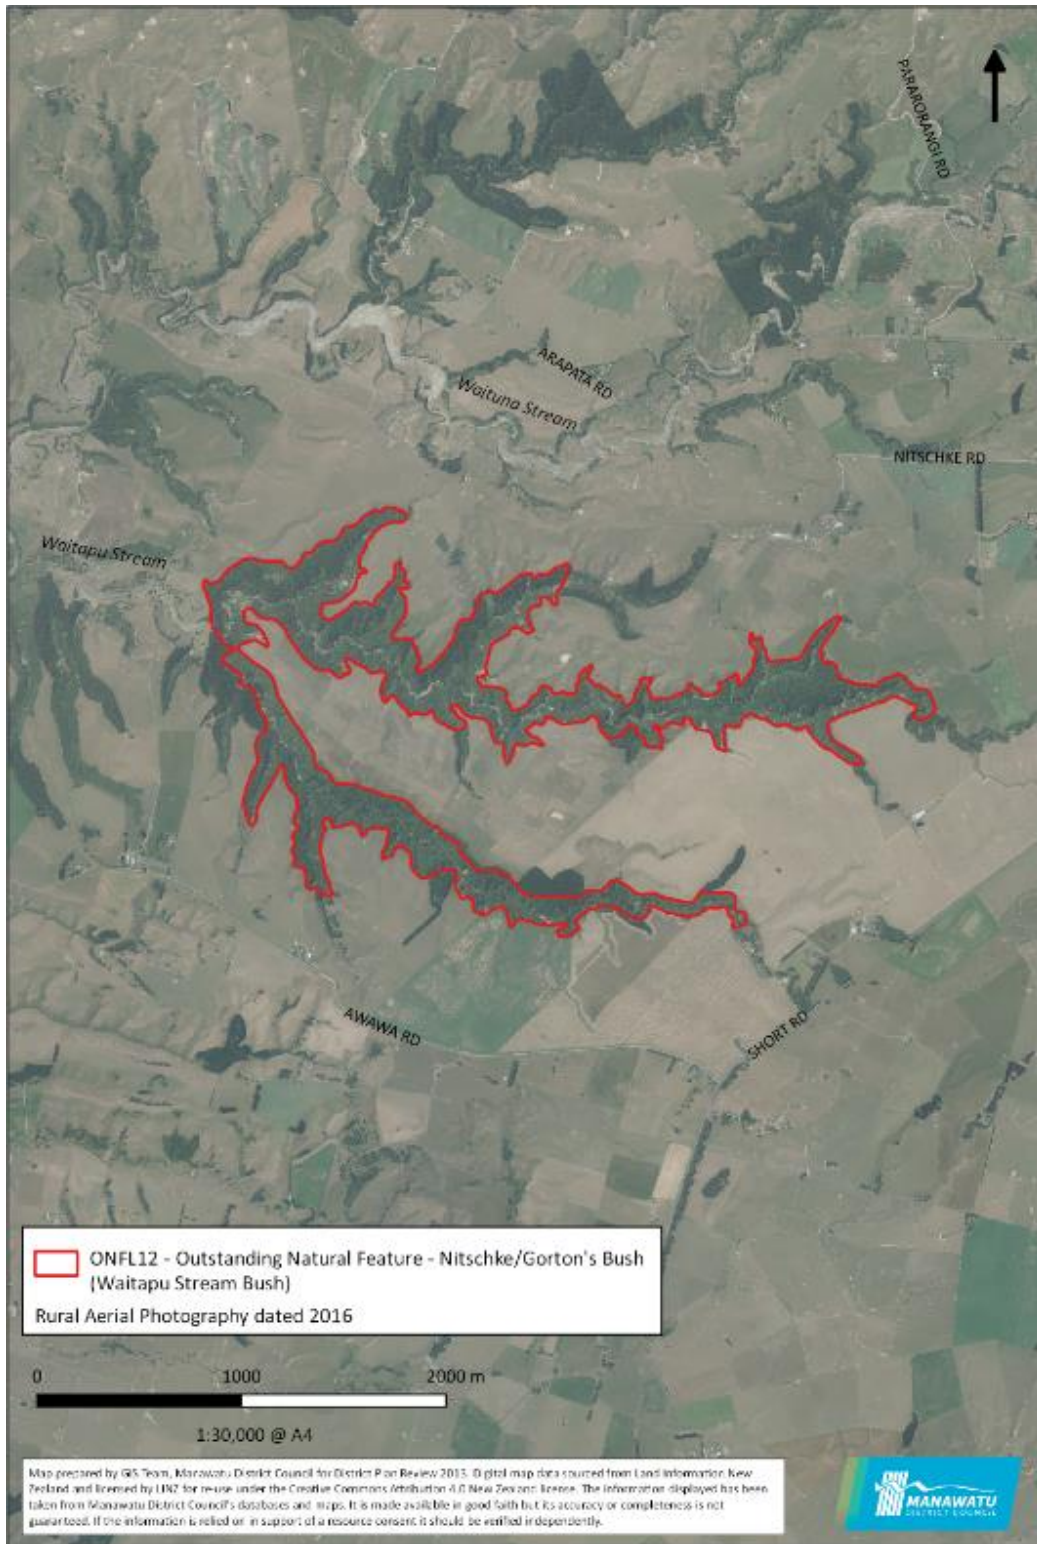 PARARORANGI RD
ARAPATA RD
Waituna Stream
NITSCHKE RD
Waitapu Stream
AWAWA RD
SHORT RD
ONFL12 - Outstanding Natural Feature - Nitschke/Gorton's Bush
(Waitapu Stream Bush)
Rural Aerial Photography dated 2016
0 1000 2000 m
1:30,000 @ A4
Map prepared by GIS Team, Manawatu District Council for District Plan Review 2013. Digital map data sourced from Land Information New
Zealand and licensed by LINZ for re-use under the Creative Commons Attribution 4.0 New Zealand license. The information displayed has been
taken from Manawatu District Council's databases and maps. It is made available in good faith but its accuracy or completeness is not
guaranteed. If the information is relied on in support of a resource consent it should be verified independently.
MANAWATU
DISTRICT COUNCIL